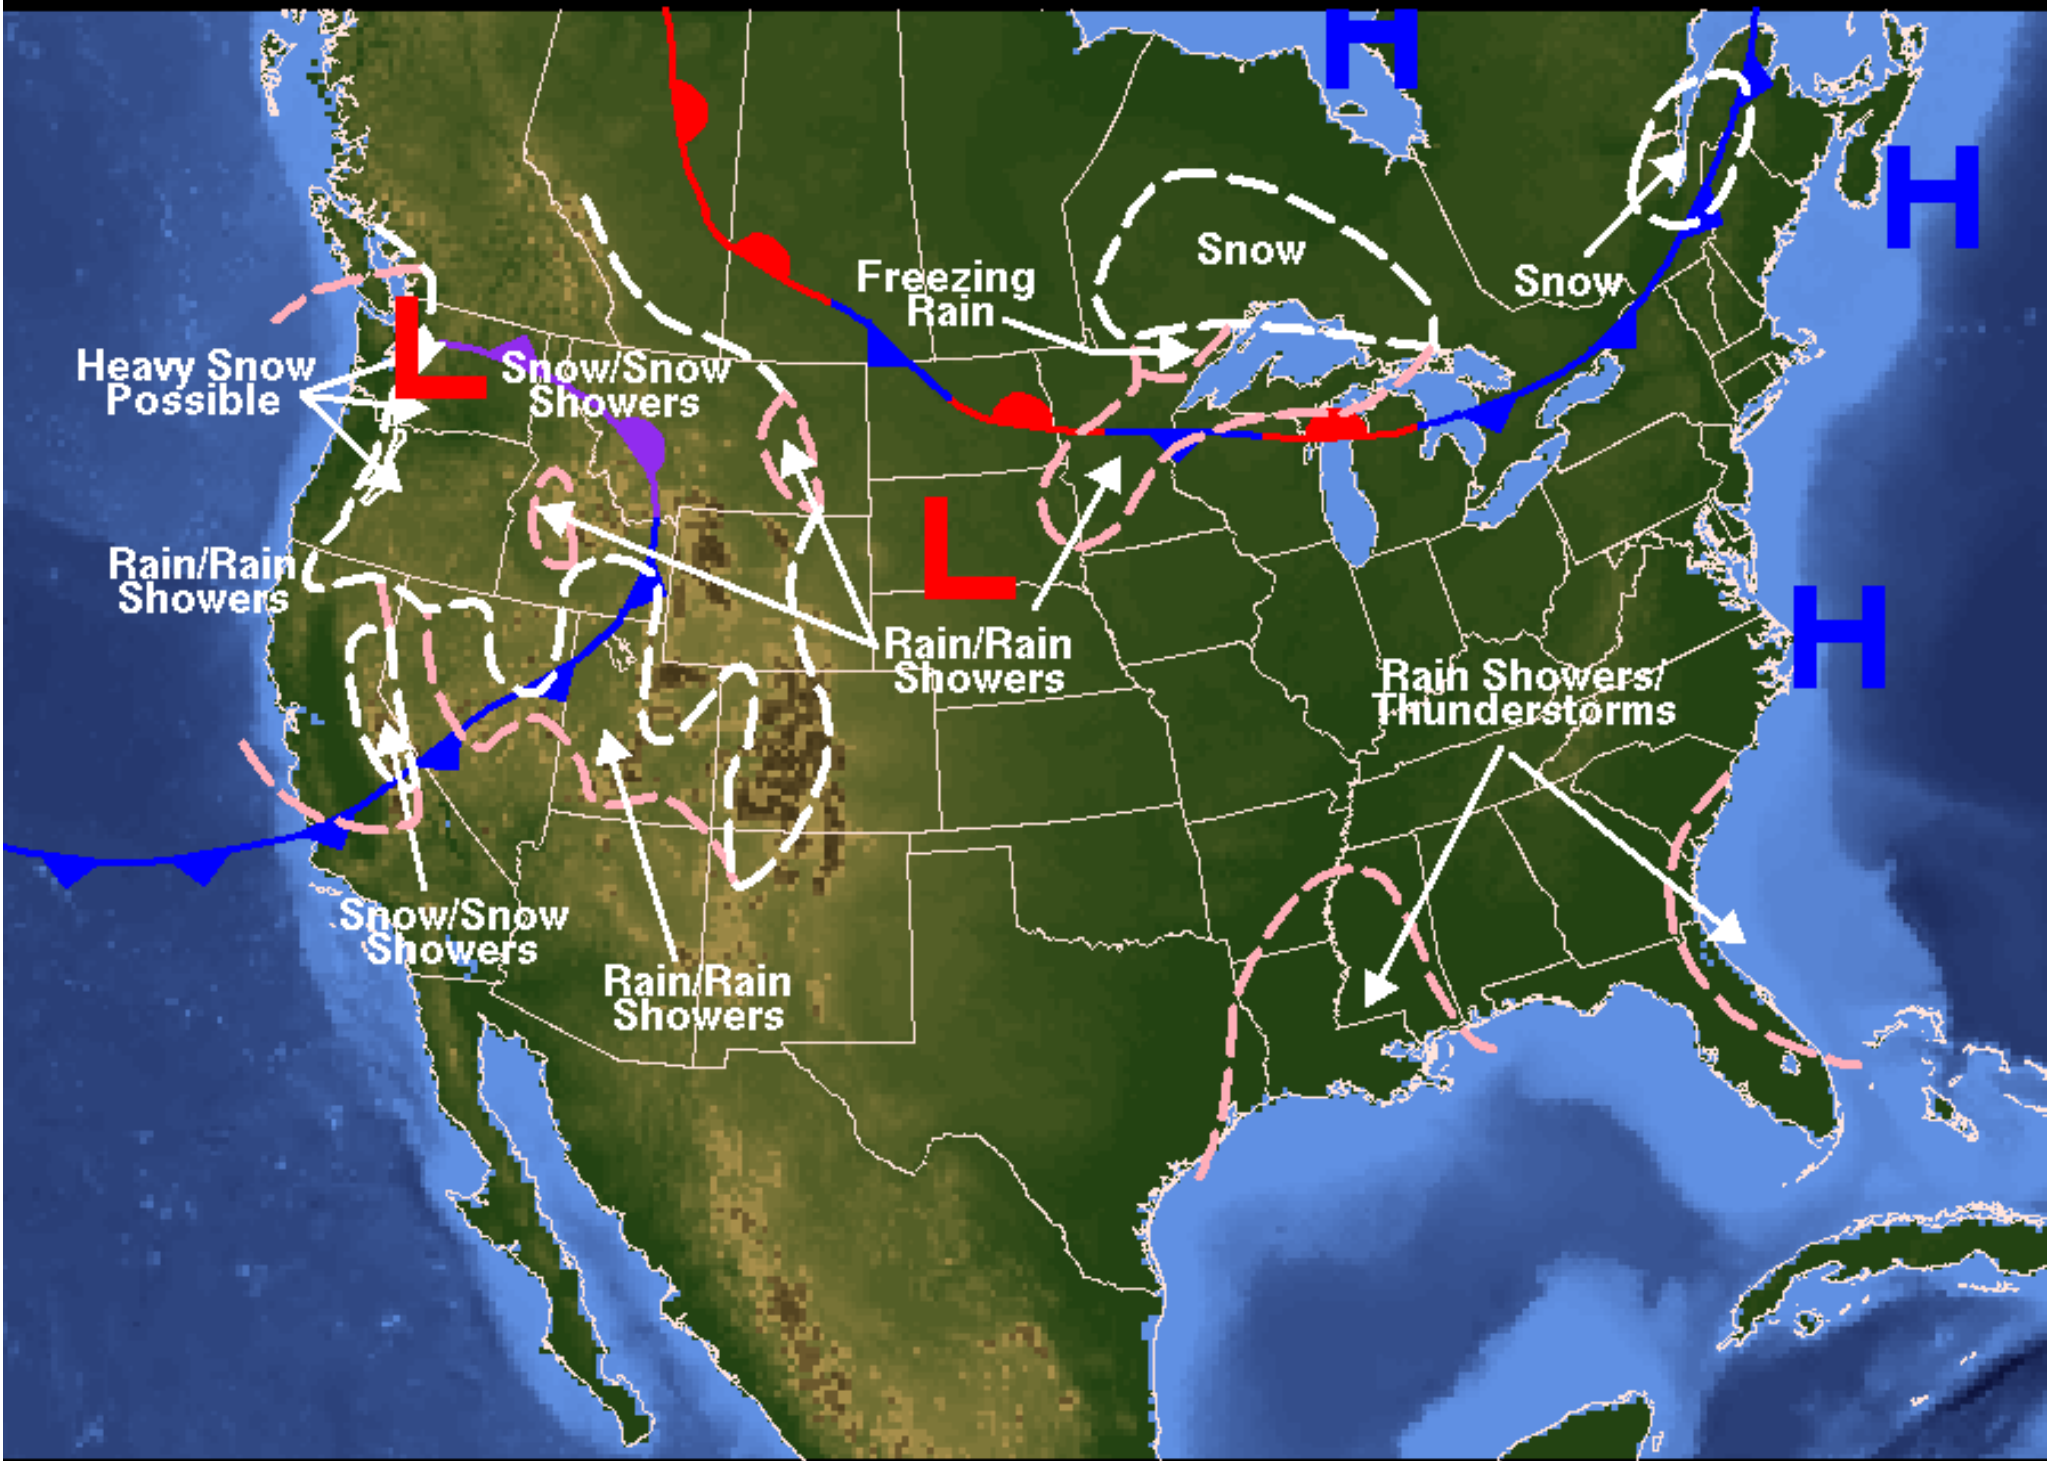 H
H
Snow
Freezing
Rain
Snow
L
Heavy Snow
Possible
Snow/Snow
Showers
L
Rain/Rain
Showers
H
Rain/Rain
Showers
Rain Showers/
Thunderstorms
Snow/Snow
Showers
Rain/Rain
Showers